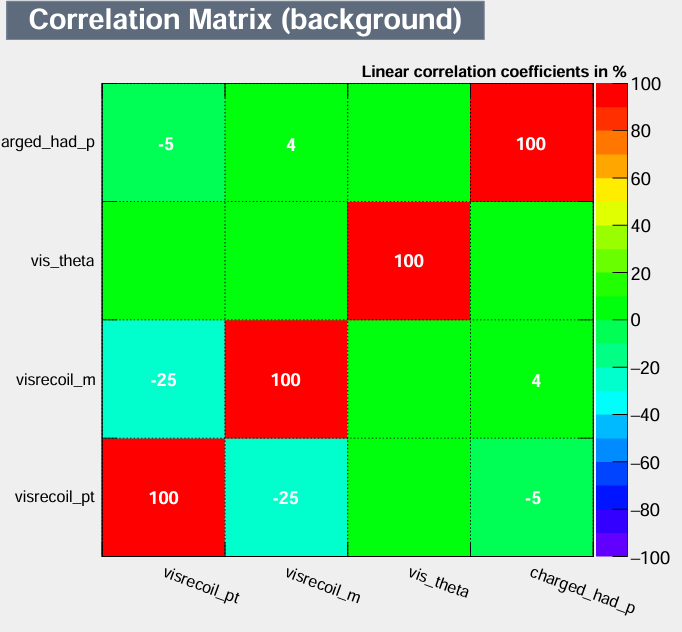 Correlation Matrix (background)
Linear correlation coefficients in %
arged_had_p
-5
4
100
vis_theta
100
visrecoil_m
-25
100
4
visrecoil_pt
100
-25
-5
visrecoil_pt
visrecoil_m
vis_theta
charged_had_p
100
80
60
40
20
0
−20
−40
−60
−80
−100